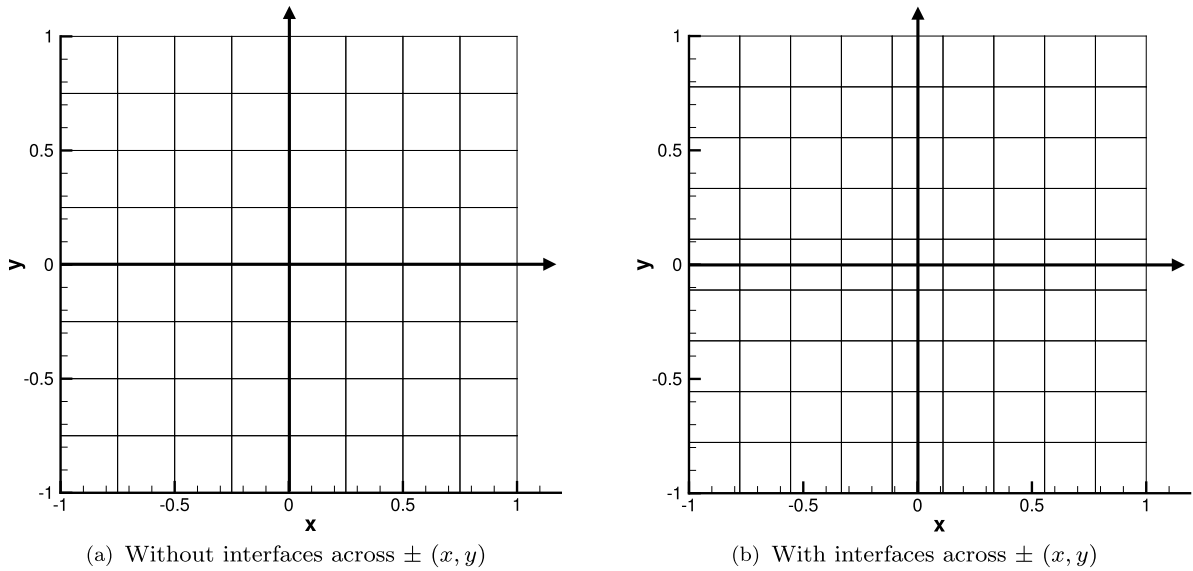 1
0.5
y
0
-0.5
-1
-1 -0.5 0 0.5 1
x
(a) Without interfaces across ± (x, y)
1
0.5
y
0
-0.5
-1
-1 -0.5 0 0.5 1
x
(b) With interfaces across ± (x, y)